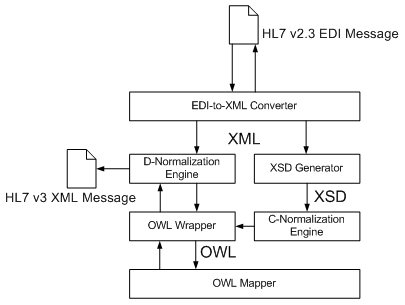 HL7 v2.3 EDI Message
EDI-to-XML Converter
XML
D-Normalization
Engine
XSD Generator
HL7 v3 XML Message
XSD
OWL Wrapper
C-Normalization
Engine
OWL
OWL Mapper